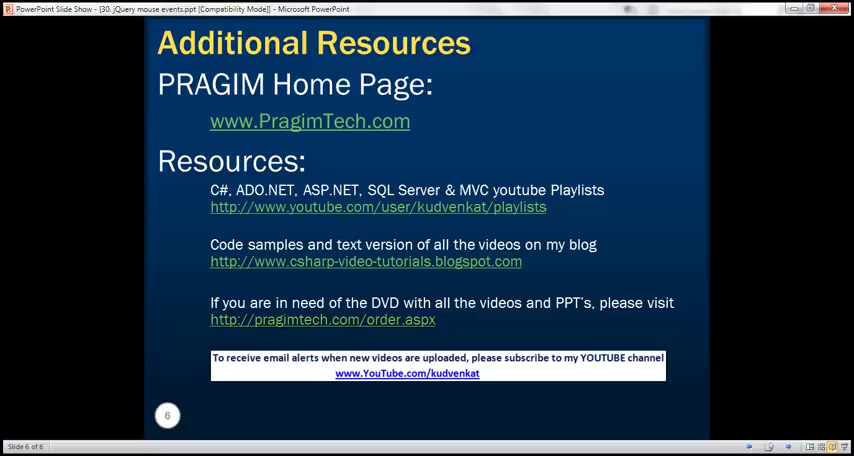 PowerPoint Slide Show - [30. jQuery mouse events.ppt [Compatibility Mode]] - Microsoft PowerPoint
Additional Resources
PRAGIM Home Page:
www.PragimTech.com
Resources:
C#, ADO.NET, ASP.NET, SQL Server & MVC youtube Playlists
http://www.youtube.com/user/kudvenkat/playlists
Code samples and text version of all the videos on my blog
http://www.csharp-video-tutorials.blogspot.com
If you are in need of the DVD with all the videos and PPT's, please visit
http://pragimtech.com/order.aspx
To receive email alerts when new videos are uploaded, please subscribe to my YOUTUBE channel
www.YouTube.com/kudvenkat
6
Slide 6 of 6